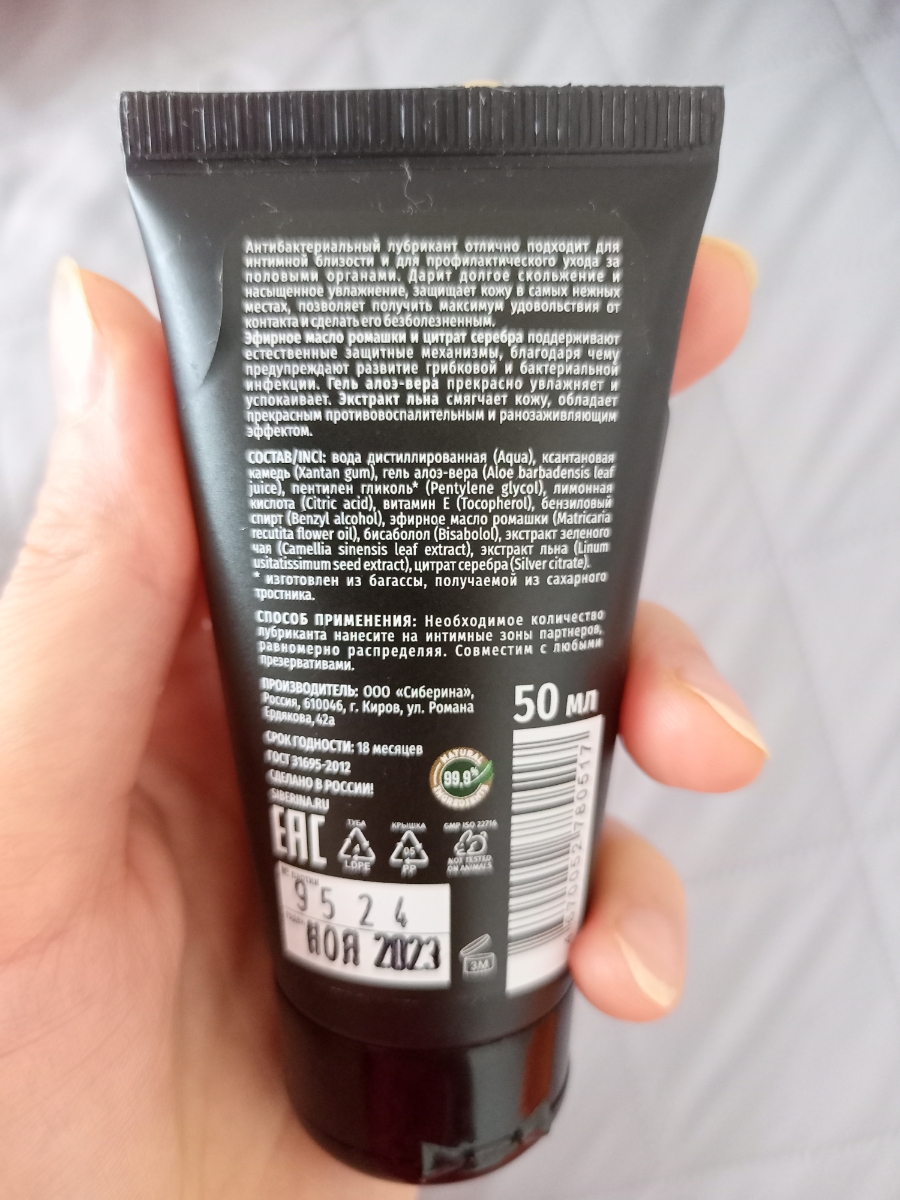 Антибактериальный лубрикант отлично подходит для
интимной близости и для профилактического ухода за
половыми органами. Дарит долгое скольжение и
насыщенное увлажнение, защищает кожу в самых нежных
местах, позволяет получить максимум удовольствия от
контакта и сделать его безболезненным.
Эфирное масло ромашки и цитрат серебра поддерживают
естественные защитные механизмы, благодаря чему
предупреждают развитие грибковой и бактериальной
инфекции. Гель алоэ-вера прекрасно увлажняет и
успокаивает. Экстракт льна смягчает кожу, обладает
прекрасным противовоспалительным и ранозаживляющим
эффектом.
СОСТАВ/INCI: вода дистиллированная (Aqua), ксантановая
камедь (Xantan gum), гель алоэ-вера (Aloe barbadensis leaf
juice), пентилен гликоль* (Pentylene glycol), лимонная
кислота (Citric acid), витамин Е (Tocopherol), бензиловый
спирт (Benzyl alcohol), эфирное масло ромашки (Matricaria
recutita flower oil), бисаболол (Bisabolol), экстракт зеленого
чая (Camellia sinensis leaf extract), экстракт льна (Linum
usitatissimum seed extract), цитрат серебра (Silver citrate).
* изготовлен из багассы, получаемой из сахарного
тростника.
СПОСОБ ПРИМЕНЕНИЯ: Необходимое количество
лубриканта нанесите на интимные зоны партнеров,
равномерно распределяя. Совместим с любыми
презервативами.
ПРОИЗВОДИТЕЛЬ: ООО «Сиберина»,
Россия, 610046, г. Киров, ул. Романа
Ердякова, 42а
50 мл
СРОК ГОДНОСТИ: 18 месяцев
ГОСТ 31695-2012
СДЕЛАНО В РОССИИ!
SIBERINA.RU
NATURAL
99,9%
INGREDIENTS
EAC
ТУБА
LDPE
КРЫШКА
05
PP
GMP ISO 22716
NOT TESTED
ON ANIMALS
9524
НОЯ 2023
3M